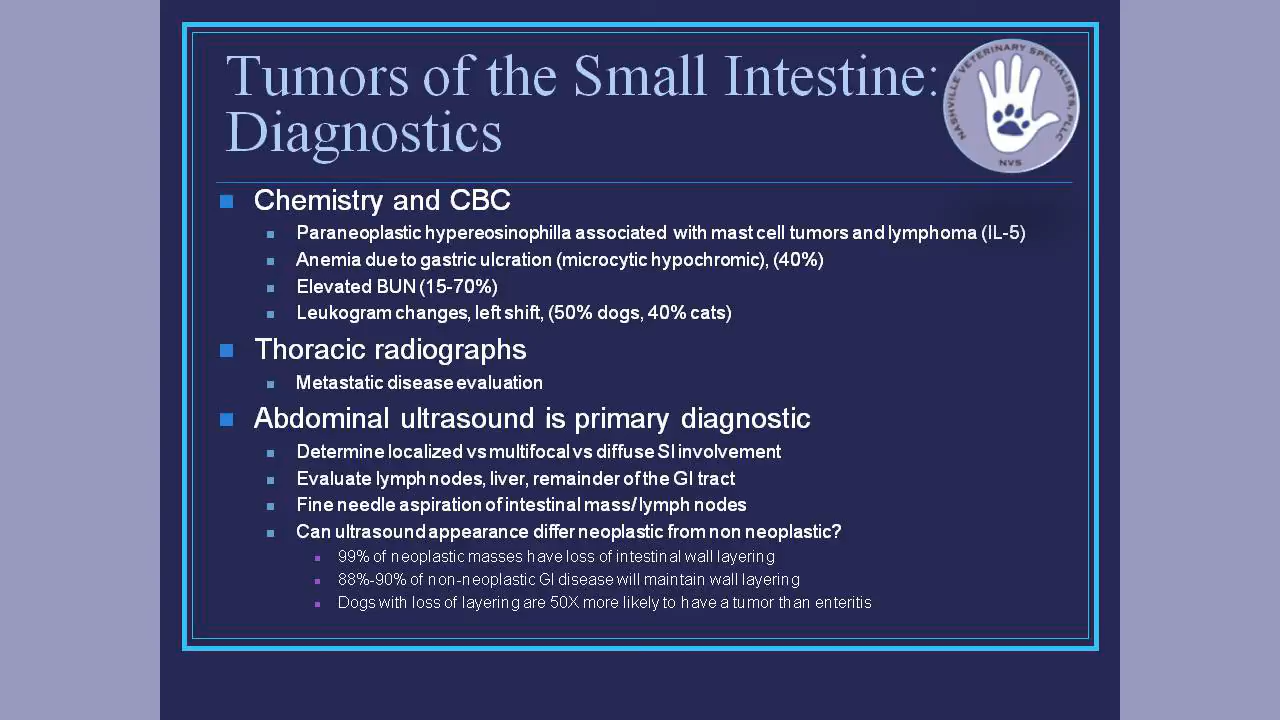 Tumors of the Small Intestine:
Diagnostics
NASHVILLE VETERINARY SPECIALISTS, PLLC
NVS
Chemistry and CBC
Paraneoplastic hypereosinophilla associated with mast cell tumors and lymphoma (IL-5)
Anemia due to gastric ulcration (microcytic hypochromic), (40%)
Elevated BUN (15-70%)
Leukogram changes, left shift, (50% dogs, 40% cats)
Thoracic radiographs
Metastatic disease evaluation
Abdominal ultrasound is primary diagnostic
Determine localized vs multifocal vs diffuse SI involvement
Evaluate lymph nodes, liver, remainder of the GI tract
Fine needle aspiration of intestinal mass/lymph nodes
Can ultrasound appearance differ neoplastic from non neoplastic?
99% of neoplastic masses have loss of intestinal wall layering
88%-90% of non-neoplastic GI disease will maintain wall layering
Dogs with loss of layering are 50X more likely to have a tumor than enteritis